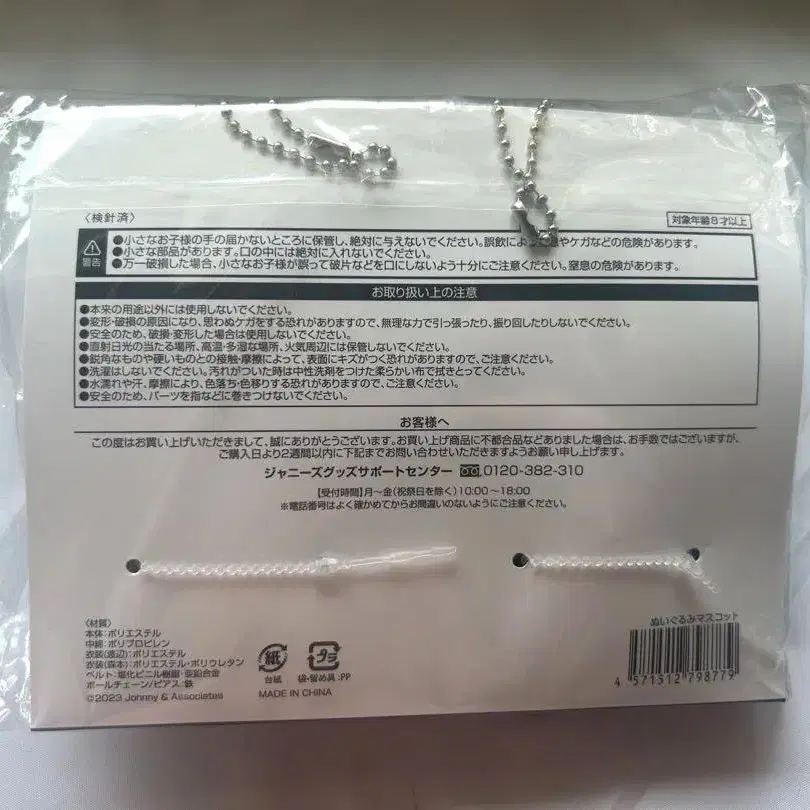 〈検針済〉
対象年齢8才以上
警告
●小さなお子様の手の届かないところに保管し、絶対に与えないでください。誤飲によ 息やケガなどの危険があります。
●小さな部品があります。口の中には絶対に入れないでください。
●万一破損した場合、小さなお子様が誤って破片などを口にしないよう十分にご注意ください。窒息の危険があります。
お取り扱い上の注意
●本来の用途以外には使用しないでください。
●変形・破損の原因になり、思わぬケガをする恐れがありますので、無理な力で引っ張ったり、振り回したりしないでください。
●安全のため、破損・変形した場合は使用しないでください。
●直射日光の当たる場所、高温・多湿な場所、火気周辺には保管しないでください。
●鋭角なものや硬いものとの接触・摩擦によって、表面にキズがつく恐れがありますので、ご注意ください。
●洗濯はしないでください。汚れがついた時は中性洗剤をつけた柔らかい布で拭きとってください。
●水濡れや汗、摩擦により、色落ち・色移りする恐れがありますので、ご注意ください。
●安全のため、パーツを指などに巻きつけないでください。
お客様へ
この度はお買い上げいただきまして、誠にありがとうございます。お買い上げ商品に不都合品などありました場合は、お手数ではございますが、
ご購入日より2週間以内に下記までお問い合わせいただきますようお願い申し上げます。
ジャニーズグッズサポートセンター 0120-382-310
【受付時間】月〜金(祝祭日を除く)10:00〜18:00
※電話番号はよく確かめてからお間違いのないようにご注意ください。
〈材質〉
本体:ポリエステル
中綿:ポリプロピレン
衣装(渡辺):ポリエステル
衣装(森本):ポリエステル・ポリウレタン
ベルト:塩化ビニル樹脂・亜鉛合金
ボールチェーン/ピアス:鉄
©2023 Johnny & Associates
紙
台紙
プラ
袋・留め具:PP
MADE IN CHINA
ぬいぐるみマスコット
4 571512 798779